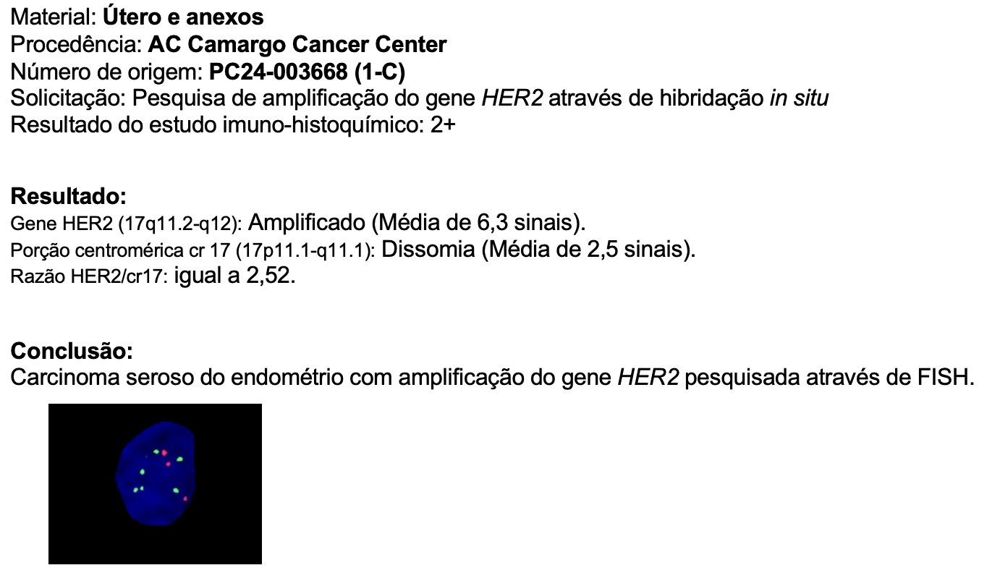 Material: Útero e anexos
Procedência: AC Camargo Cancer Center
Número de origem: PC24-003668 (1-C)
Solicitação: Pesquisa de amplificação do gene HER2 através de hibridação in situ
Resultado do estudo imuno-histoquímico: 2+
Resultado:
Gene HER2 (17q11.2-q12): Amplificado (Média de 6,3 sinais).
Porção centromérica cr 17 (17p11.1-q11.1): Dissomia (Média de 2,5 sinais).
Razão HER2/cr17: igual a 2,52.
Conclusão:
Carcinoma seroso do endométrio com amplificação do gene HER2 pesquisada através de FISH.